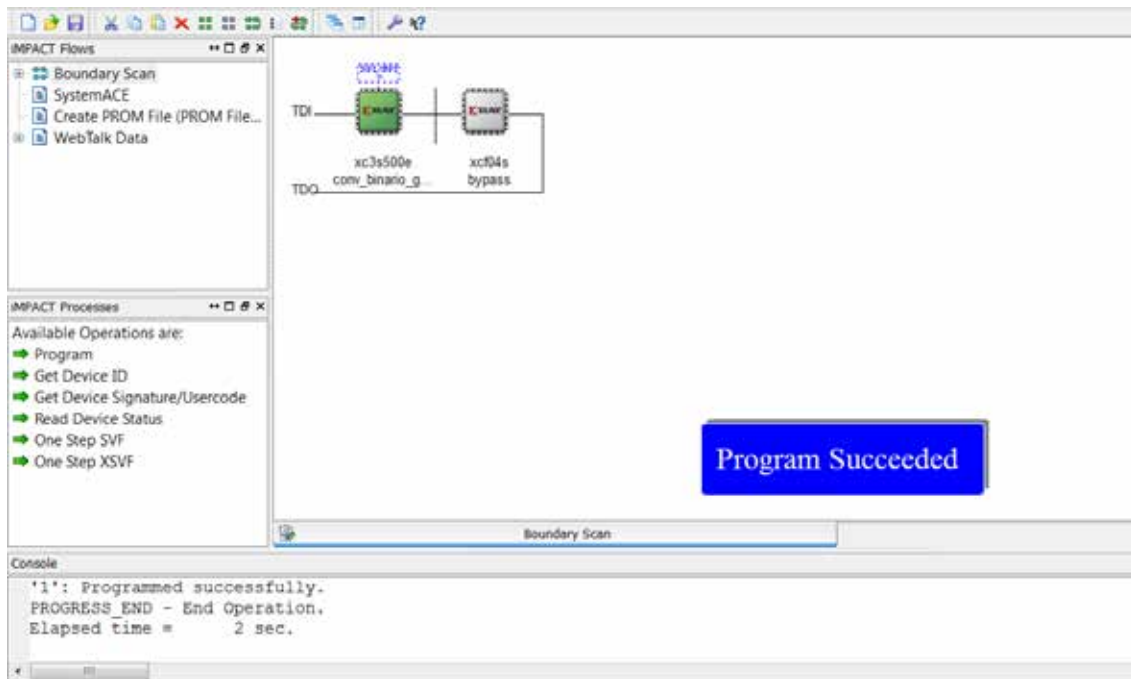 iMPACT Flows
Boundary Scan
SystemACE
Create PROM File (PROM File...
WebTalk Data
TDI
xc3s500e
conv_binario_g...
xcf04s
bypass
TDO
iMPACT Processes
Available Operations are:
Program
Get Device ID
Get Device Signature/Usercode
Read Device Status
One Step SVF
One Step XSVF
Program Succeeded
Boundary Scan
Console
'1': Programmed successfully.
PROGRESS_END - End Operation.
Elapsed time =      2 sec.